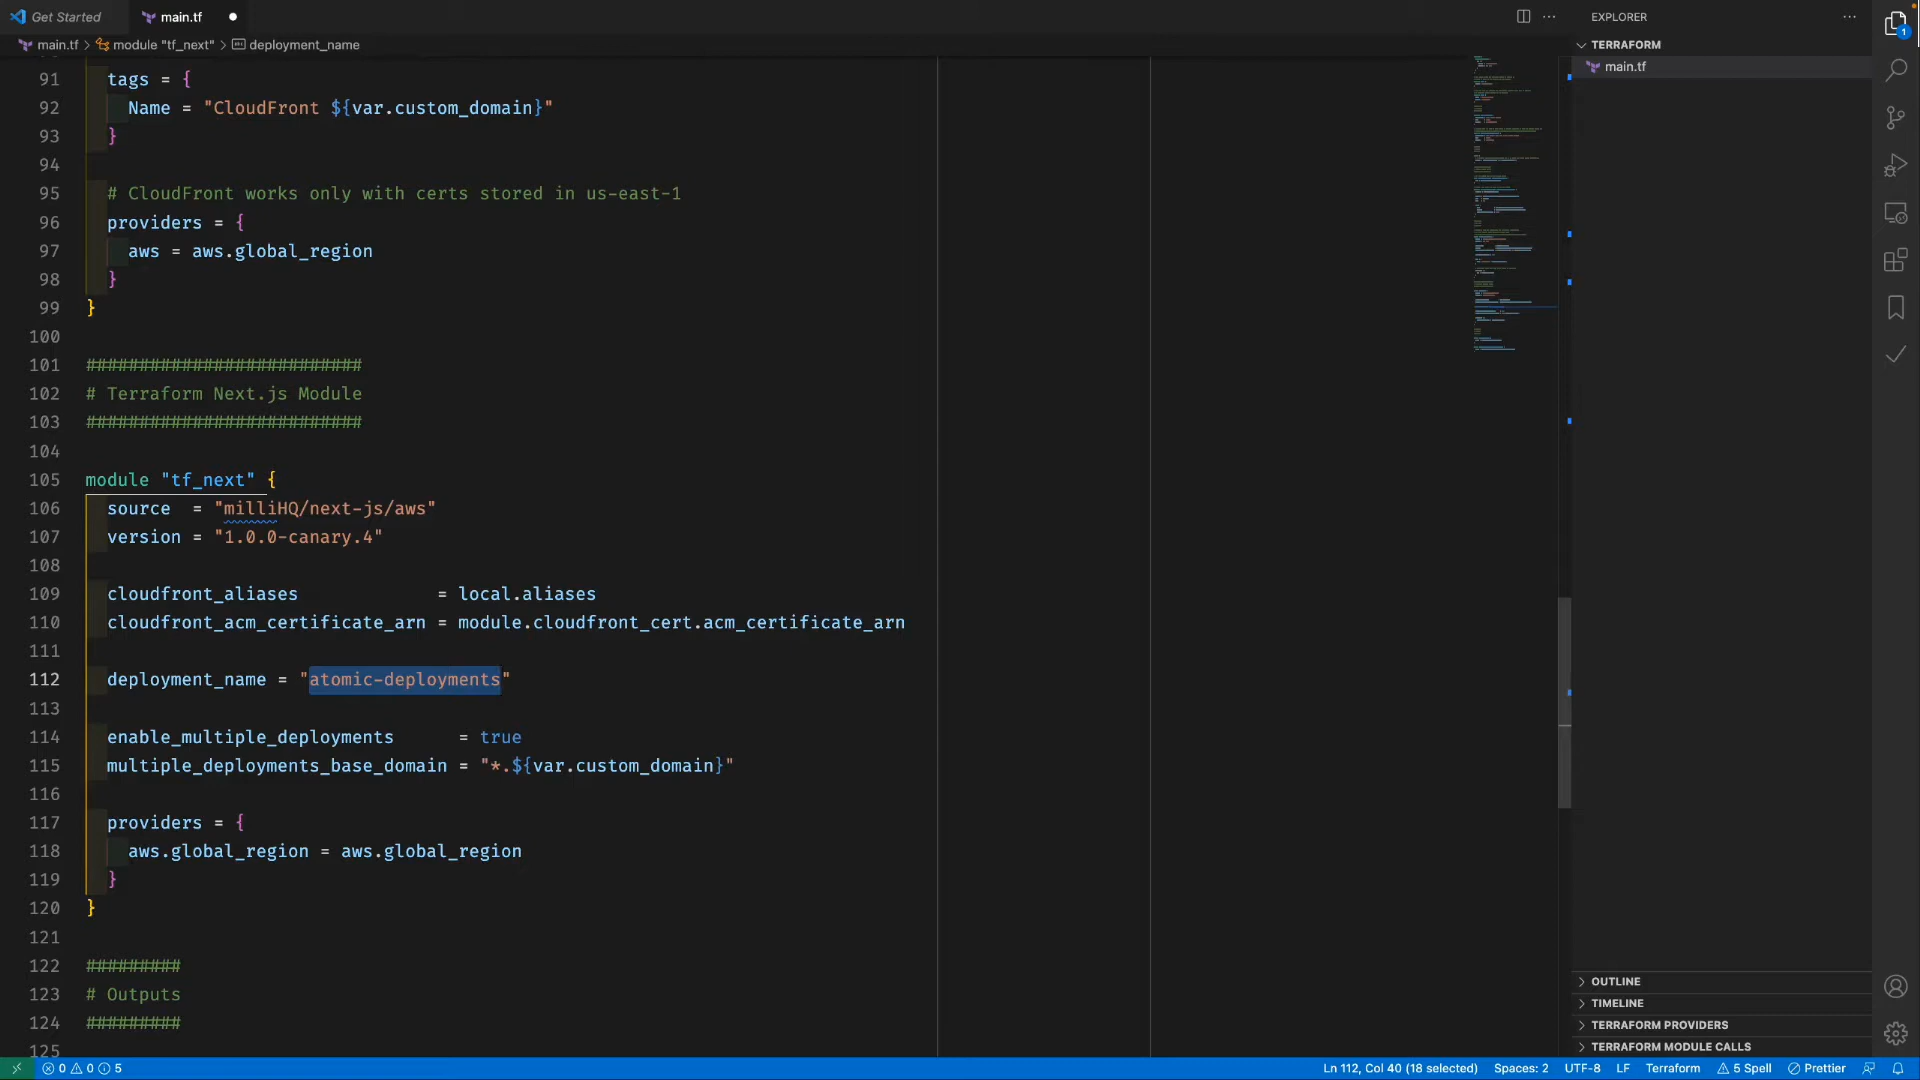 Get Started
main.tf
EXPLORER
main.tf > module "tf_next" > deployment_name
TERRAFORM
main.tf
1
91 tags = {
92 Name = "CloudFront ${var.custom_domain}"
93 }
94
95 # CloudFront works only with certs stored in us-east-1
96 providers = {
97 aws = aws.global_region
98 }
99 }
100
101 ##########################
102 # Terraform Next.js Module
103 ##########################
104
105 module "tf_next" {
106 source = "milliHQ/next-js/aws"
107 version = "1.0.0-canary.4"
108
109 cloudfront_aliases = local.aliases
110 cloudfront_acm_certificate_arn = module.cloudfront_cert.acm_certificate_arn
111
112 deployment_name = "atomic-deployments"
113
114 enable_multiple_deployments = true
115 multiple_deployments_base_domain = "*.${var.custom_domain}"
116
117 providers = {
118 aws.global_region = aws.global_region
119 }
120 }
121
122 #########
123 # Outputs
124 #########
125
OUTLINE
TIMELINE
TERRAFORM PROVIDERS
TERRAFORM MODULE CALLS
0 0 5
Ln 112, Col 40 (18 selected) Spaces: 2 UTF-8 LF Terraform 5 Spell Prettier